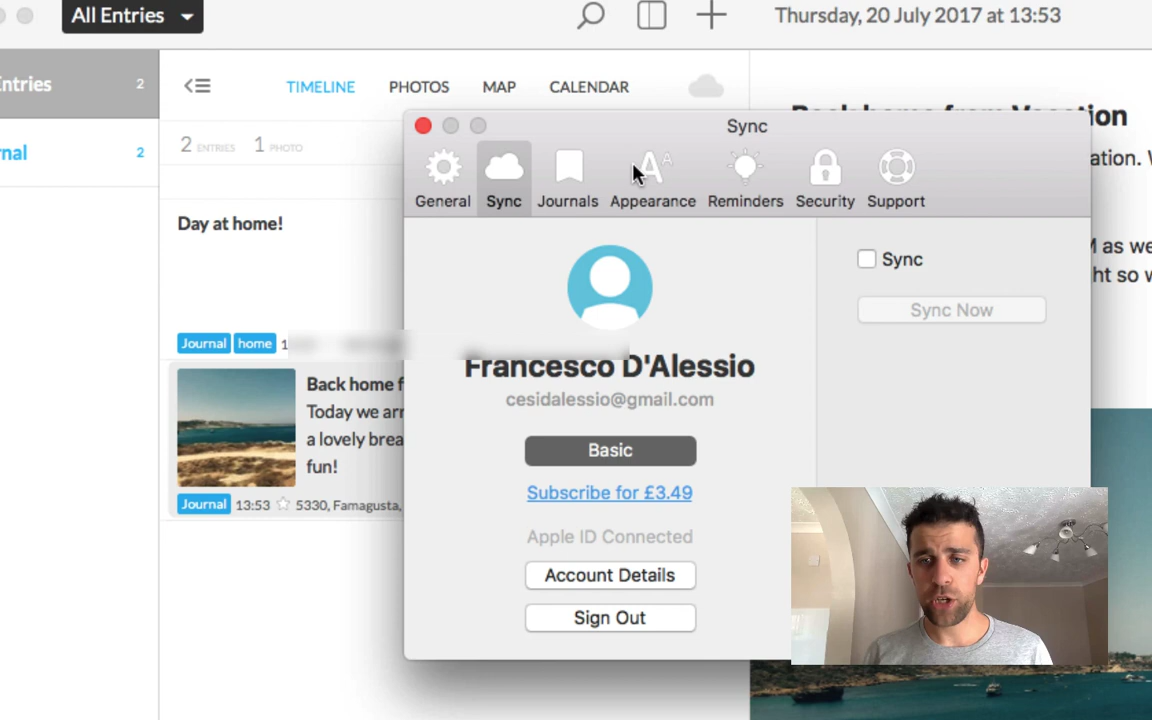 All Entries
Thursday, 20 July 2017 at 13:53
Entries
2
TIMELINE
PHOTOS
MAP
CALENDAR
2 ENTRIES 1 PHOTO
2
Day at home!
Journal home
Back home f
Today we arr
a lovely brea
fun!
Journal 13:53 5330, Famagusta,
Sync
General
Sync
Journals
Appearance
Reminders
Security
Support
Francesco D'Alessio
cesidalessio@gmail.com
Basic
Subscribe for £3.49
Apple ID Connected
Account Details
Sign Out
Sync
Sync Now
ation. W
M as we
ht so w